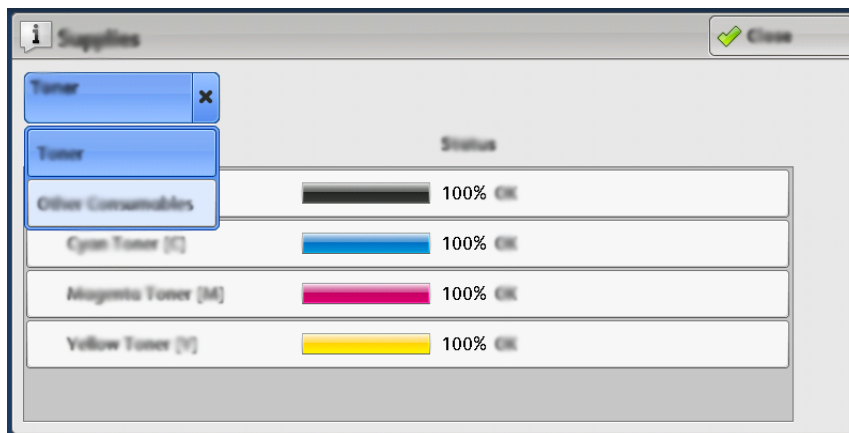 Supplies
Close
Toner
Toner
Other Consumables
Status
100% OK
Cyan Toner [C]
100% OK
Magenta Toner [M]
100% OK
Yellow Toner [Y]
100% OK